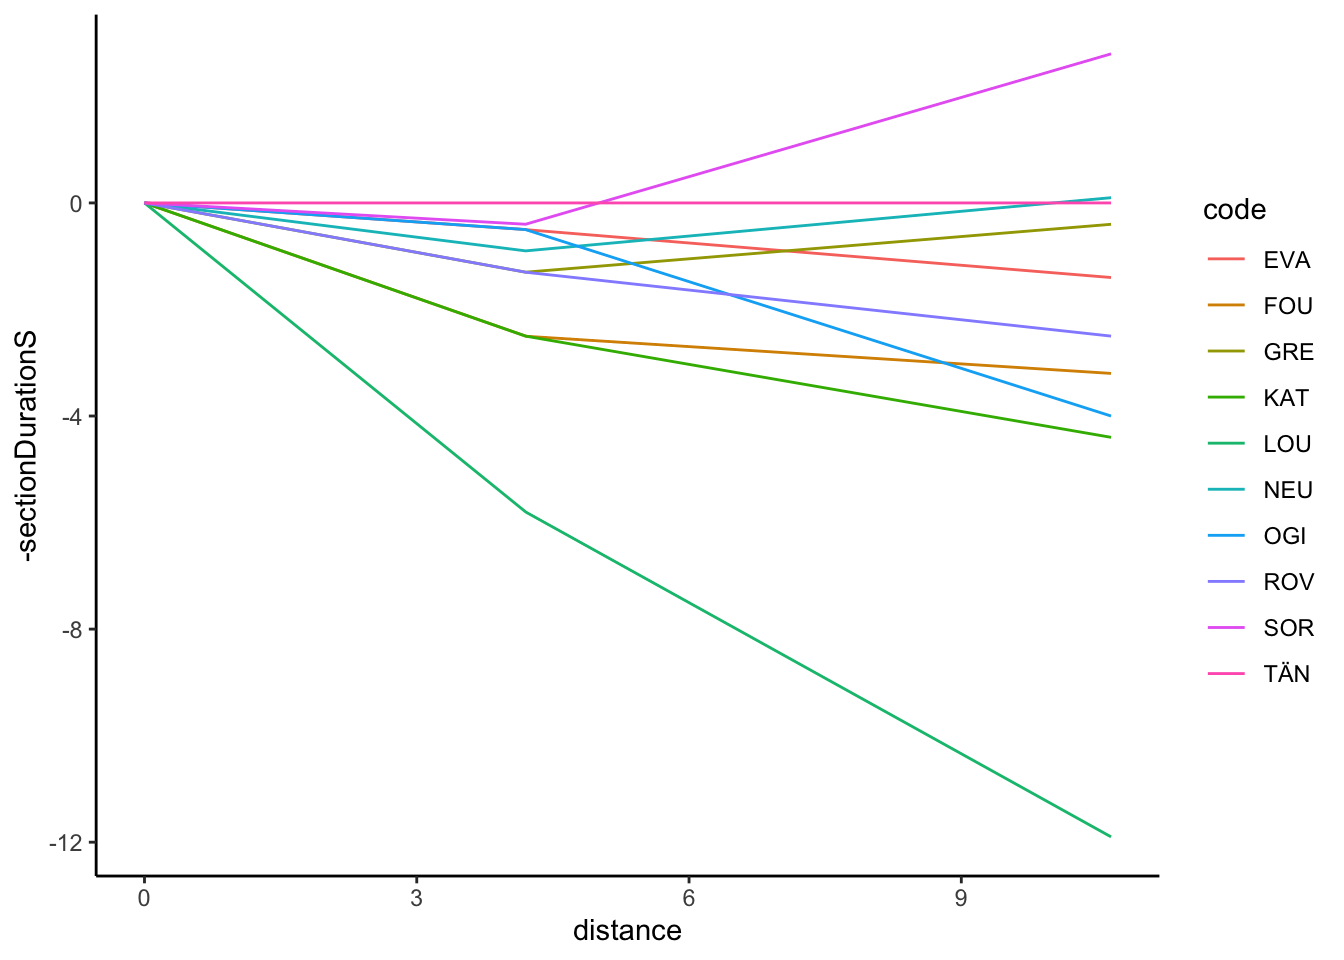 0
-4
-8
-12
-sectionDurationS
0 3 6 9
distance
code
EVA
FOU
GRE
KAT
LOU
NEU
OGI
ROV
SOR
TÄN